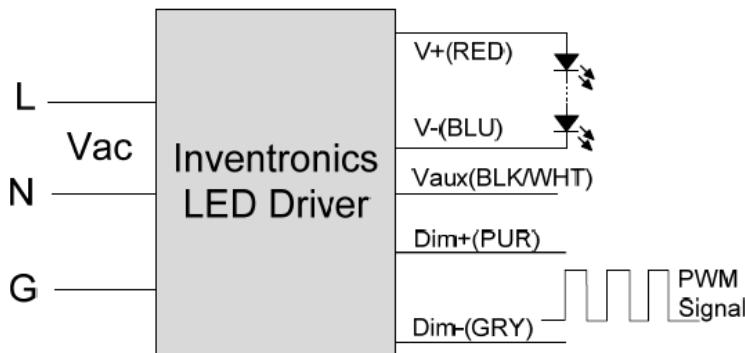 L
Vac
N
G
Inventronics
LED Driver
V+(RED)
V-(BLU)
Vaux(BLK/WHT)
Dim+(PUR)
Dim-(GRY)
PWM
Signal